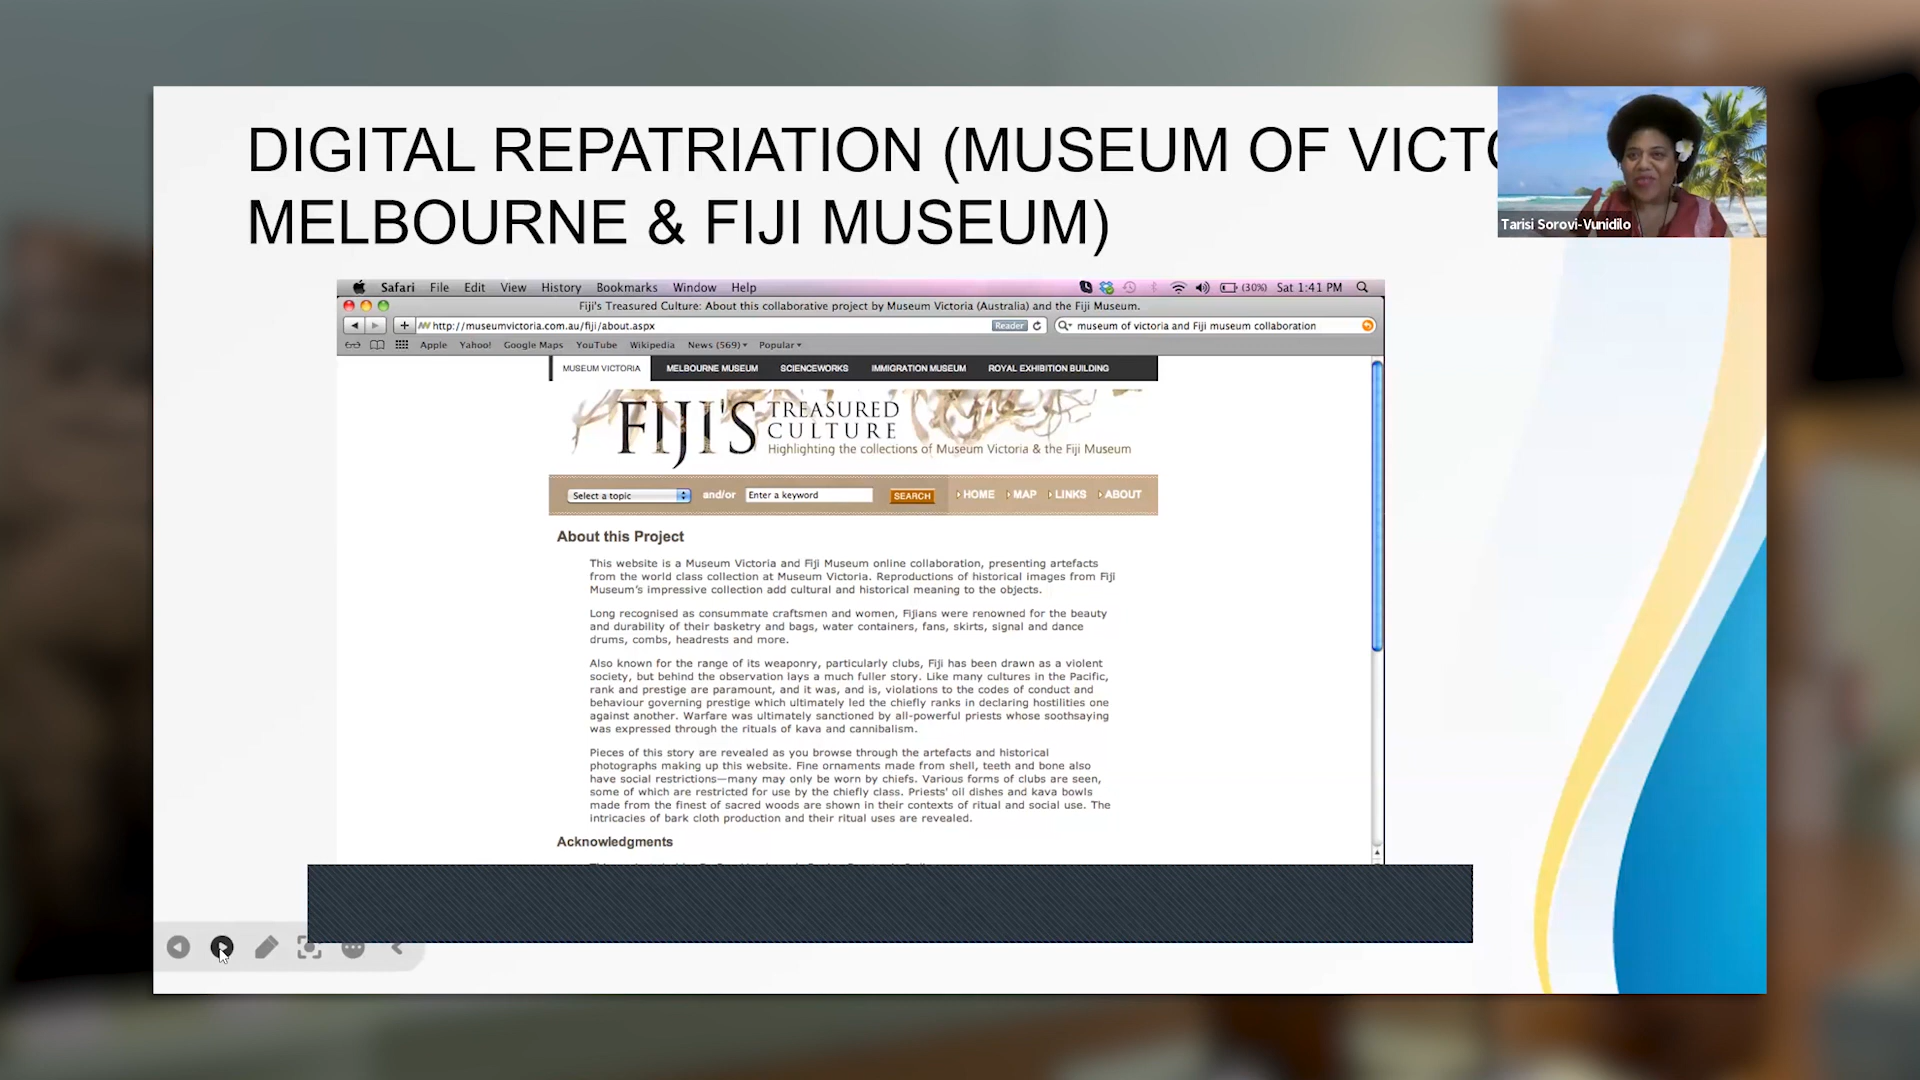 DIGITAL REPATRIATION (MUSEUM OF
MELBOURNE & FIJI MUSEUM)
Tarisi Sorovi-Vunidilo
Safari File Edit View History Bookmarks Window Help (30%) Sat 1:41 PM
Fiji's Treasured Culture: About this collaborative project by Museum Victoria (Australia) and the Fiji Museum.
http://museumvictoria.com.au/fiji/about.aspx Reader museum of victoria and Fiji museum collaboration
Apple Yahoo! Google Maps YouTube Wikipedia News (569) Popular
MUSEUM VICTORIA MELBOURNE MUSEUM SCIENCEWORKS IMMIGRATION MUSEUM ROYAL EXHIBITION BUILDING
FIJI'S TREASURED
CULTURE
Highlighting the collections of Museum Victoria & the Fiji Museum
Select a topic and/or Enter a keyword SEARCH HOME MAP LINKS ABOUT
About this Project
This website is a Museum Victoria and Fiji Museum online collaboration, presenting artefacts
from the world class collection at Museum Victoria. Reproductions of historical images from Fiji
Museum's impressive collection add cultural and historical meaning to the objects.
Long recognised as consummate craftsmen and women, Fijians were renowned for the beauty
and durability of their basketry and bags, water containers, fans, skirts, signal and dance
drums, combs, headrests and more.
Also known for the range of its weaponry, particularly clubs, Fiji has been drawn as a violent
society, but behind the observation lays a much fuller story. Like many cultures in the Pacific,
rank and prestige are paramount, and it was, and is, violations to the codes of conduct and
behaviour governing prestige which ultimately led the chiefly ranks in declaring hostilities one
against another. Warfare was ultimately sanctioned by all-powerful priests whose soothsaying
was expressed through the rituals of kava and cannibalism.
Pieces of this story are revealed as you browse through the artefacts and historical
photographs making up this website. Fine ornaments made from shell, teeth and bone also
have social restrictions—many may only be worn by chiefs. Various forms of clubs are seen,
some of which are restricted for use by the chiefly class. Priests' oil dishes and kava bowls
made from the finest of sacred woods are shown in their contexts of ritual and social use. The
intricacies of bark cloth production and their ritual uses are revealed.
Acknowledgments